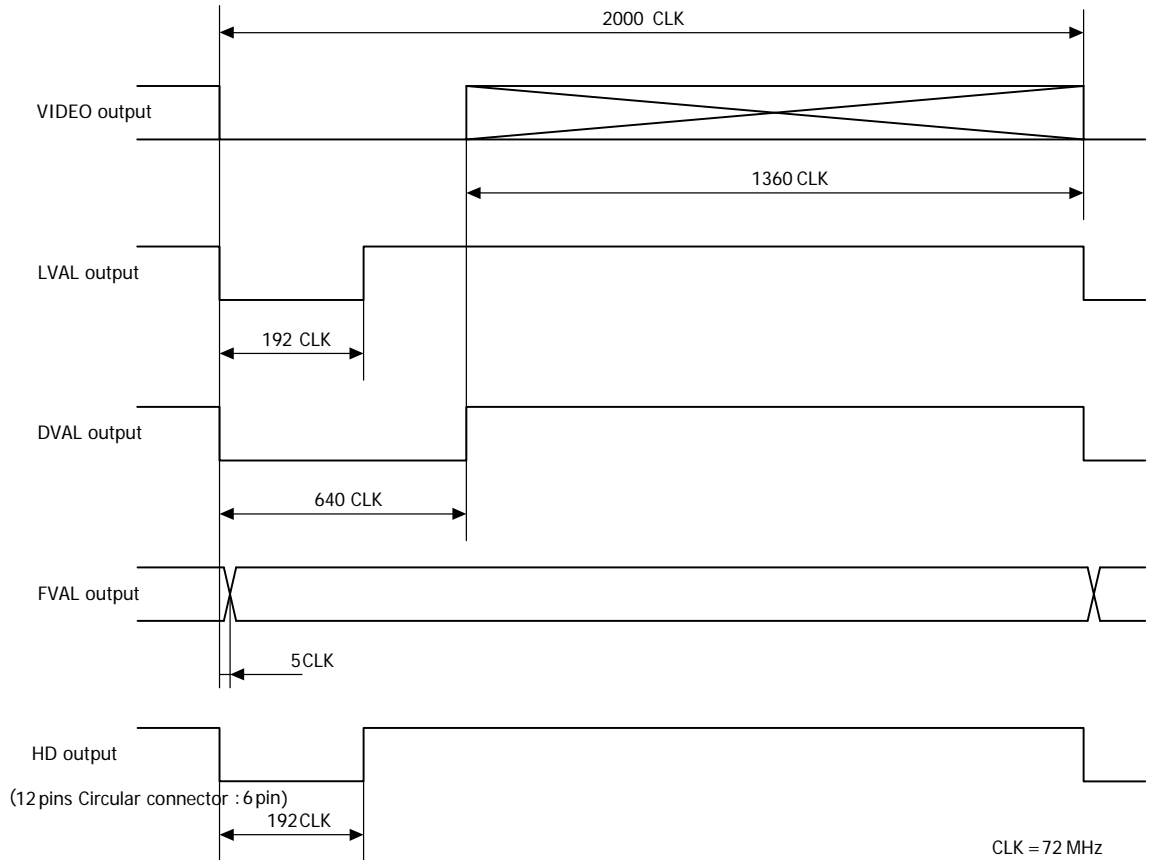 2000 CLK
VIDEO output
1360 CLK
LVAL output
192 CLK
DVAL output
640 CLK
FVAL output
5CLK
HD output
(12pins Circular connector : 6pin)
192CLK
CLK = 72 MHz